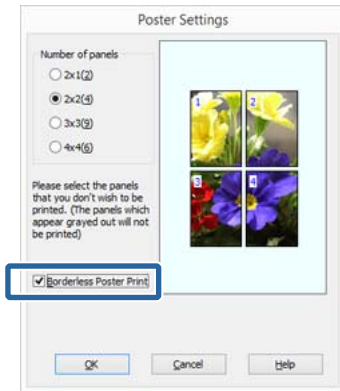 Poster Settings
Number of panels
2x1(2)
2x2(4)
3x3(9)
4x4(6)
Please select the panels
that you don't wish to be
printed. (The panels which
appear grayed out will not
be printed)
Borderless Poster Print
1
2
3
4
OK
Cancel
Help